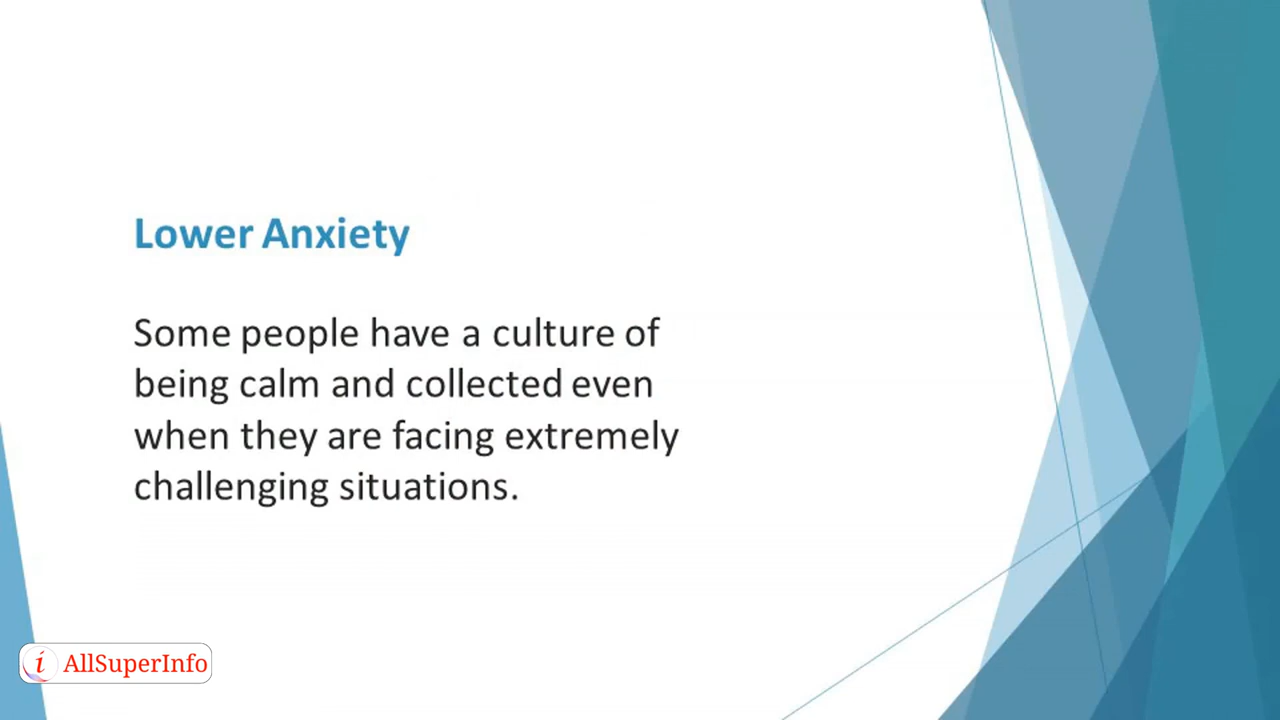 Lower Anxiety
Some people have a culture of
being calm and collected even
when they are facing extremely
challenging situations.
i AllSuperInfo